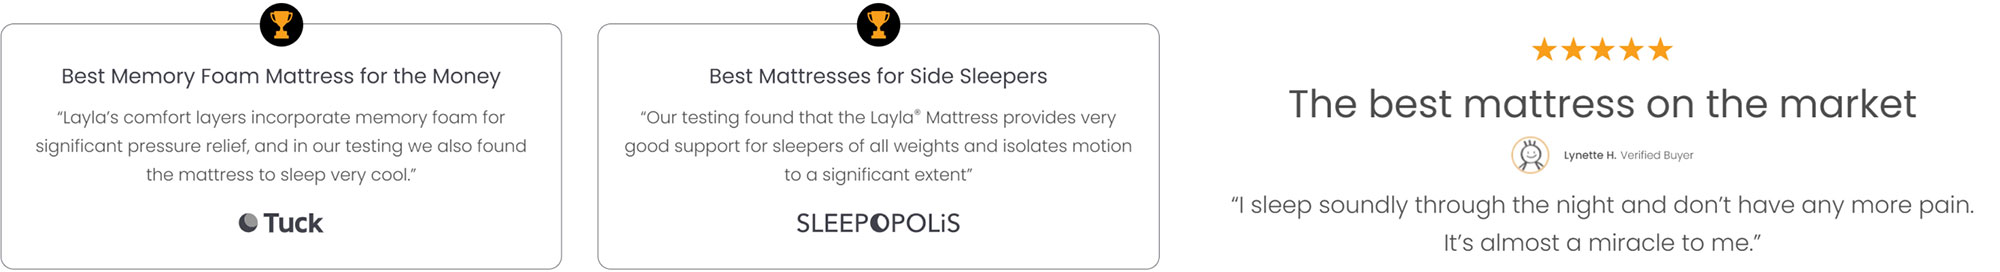 Best Memory Foam Mattress for the Money
“Layla’s comfort layers incorporate memory foam for
significant pressure relief, and in our testing we also found
the mattress to sleep very cool.”
Tuck
Best Mattresses for Side Sleepers
“Our testing found that the Layla® Mattress provides very
good support for sleepers of all weights and isolates motion
to a significant extent”
SLEEPOPOLiS
The best mattress on the market
Lynette H. Verified Buyer
“I sleep soundly through the night and don’t have any more pain.
It’s almost a miracle to me.”